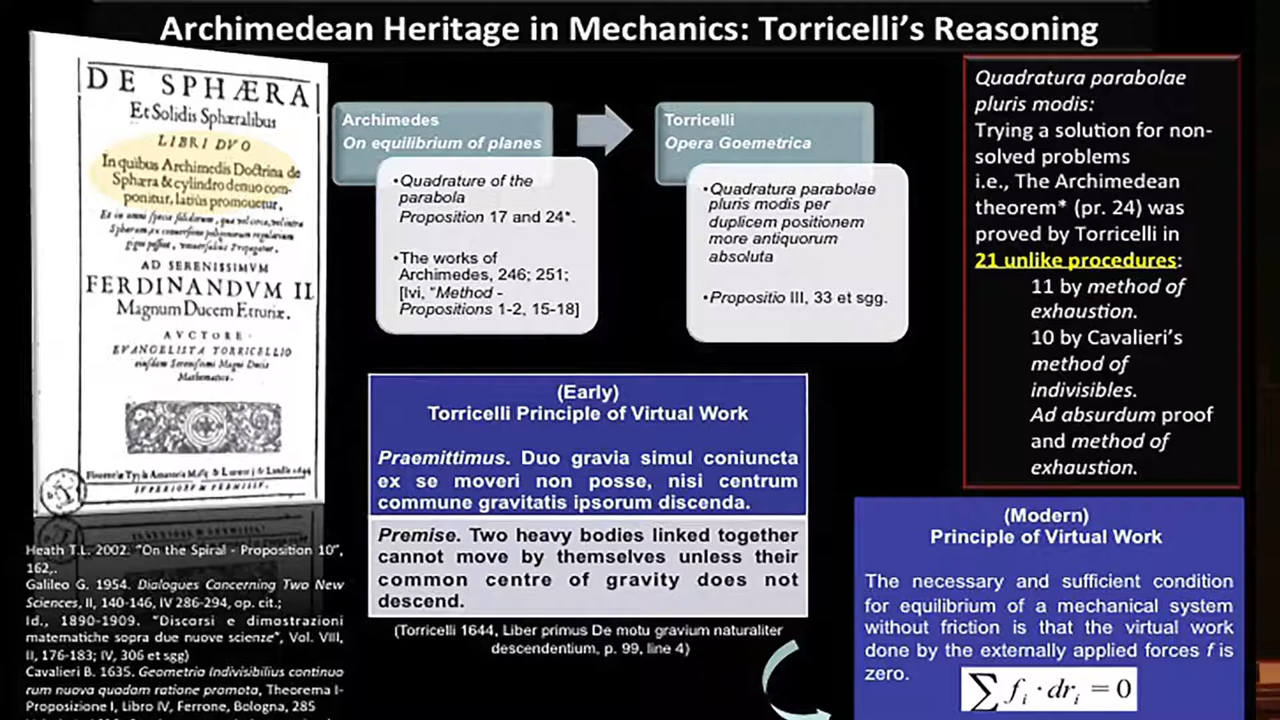 Archimedean Heritage in Mechanics: Torricelli's Reasoning
DE SPHÆRA
Et Solidis Sphæralibus
LIBRI DVO
In quibus Archimedis Doctrina de
Sphæra & cylindro denuo com-
ponitur, latiùs promouetur,
AD SERENISSIMVM
FERDINANDVM II
Magnum Ducem Etruriæ.
AVCTORE
EVANGELISTA TORRICELLIO
eiusdem Serenissimi Magni Ducis
Mathematico.
Heath T.L. 2002. "On the Spiral - Proposition 10",
162,.
Galileo G. 1954. Dialogues Concerning Two New
Sciences, II, 140-146, IV 286-294, op. cit.;
Id., 1890-1909. "Discorsi e dimostrazioni
matematiche sopra due nuove scienze", Vol. VIII,
II, 176-183; IV, 306 et sgg)
Cavalieri B. 1635. Geometria Indivisibilius continuo
rum nuova quadam ratione promota, Theorema I-
Proposizione I, Libro IV, Ferrone, Bologna, 285
Archimedes
On equilibrium of planes
•Quadrature of the
parabola
Proposition 17 and 24*.
•The works of
Archimedes, 246; 251;
[Ivi, "Method -
Propositions 1-2, 15-18]
Torricelli
Opera Goemetrica
•Quadratura parabolae
pluris modis per
duplicem positionem
more antiquorum
absoluta
•Propositio III, 33 et sgg.
(Early)
Torricelli Principle of Virtual Work
Praemittimus. Duo gravia simul coniuncta
ex se moveri non posse, nisi centrum
commune gravitatis ipsorum discenda.
Premise. Two heavy bodies linked together
cannot move by themselves unless their
common centre of gravity does not
descend.
(Torricelli 1644, Liber primus De motu gravium naturaliter
descendentium, p. 99, line 4)
Quadratura parabolae
pluris modis:
Trying a solution for non-
solved problems
i.e., The Archimedean
theorem* (pr. 24) was
proved by Torricelli in
21 unlike procedures:
11 by method of
exhaustion.
10 by Cavalieri's
method of
indivisibles.
Ad absurdum proof
and method of
exhaustion.
(Modern)
Principle of Virtual Work
The necessary and sufficient condition
for equilibrium of a mechanical system
without friction is that the virtual work
done by the externally applied forces f is
zero.
∑ f_i · dr_i = 0